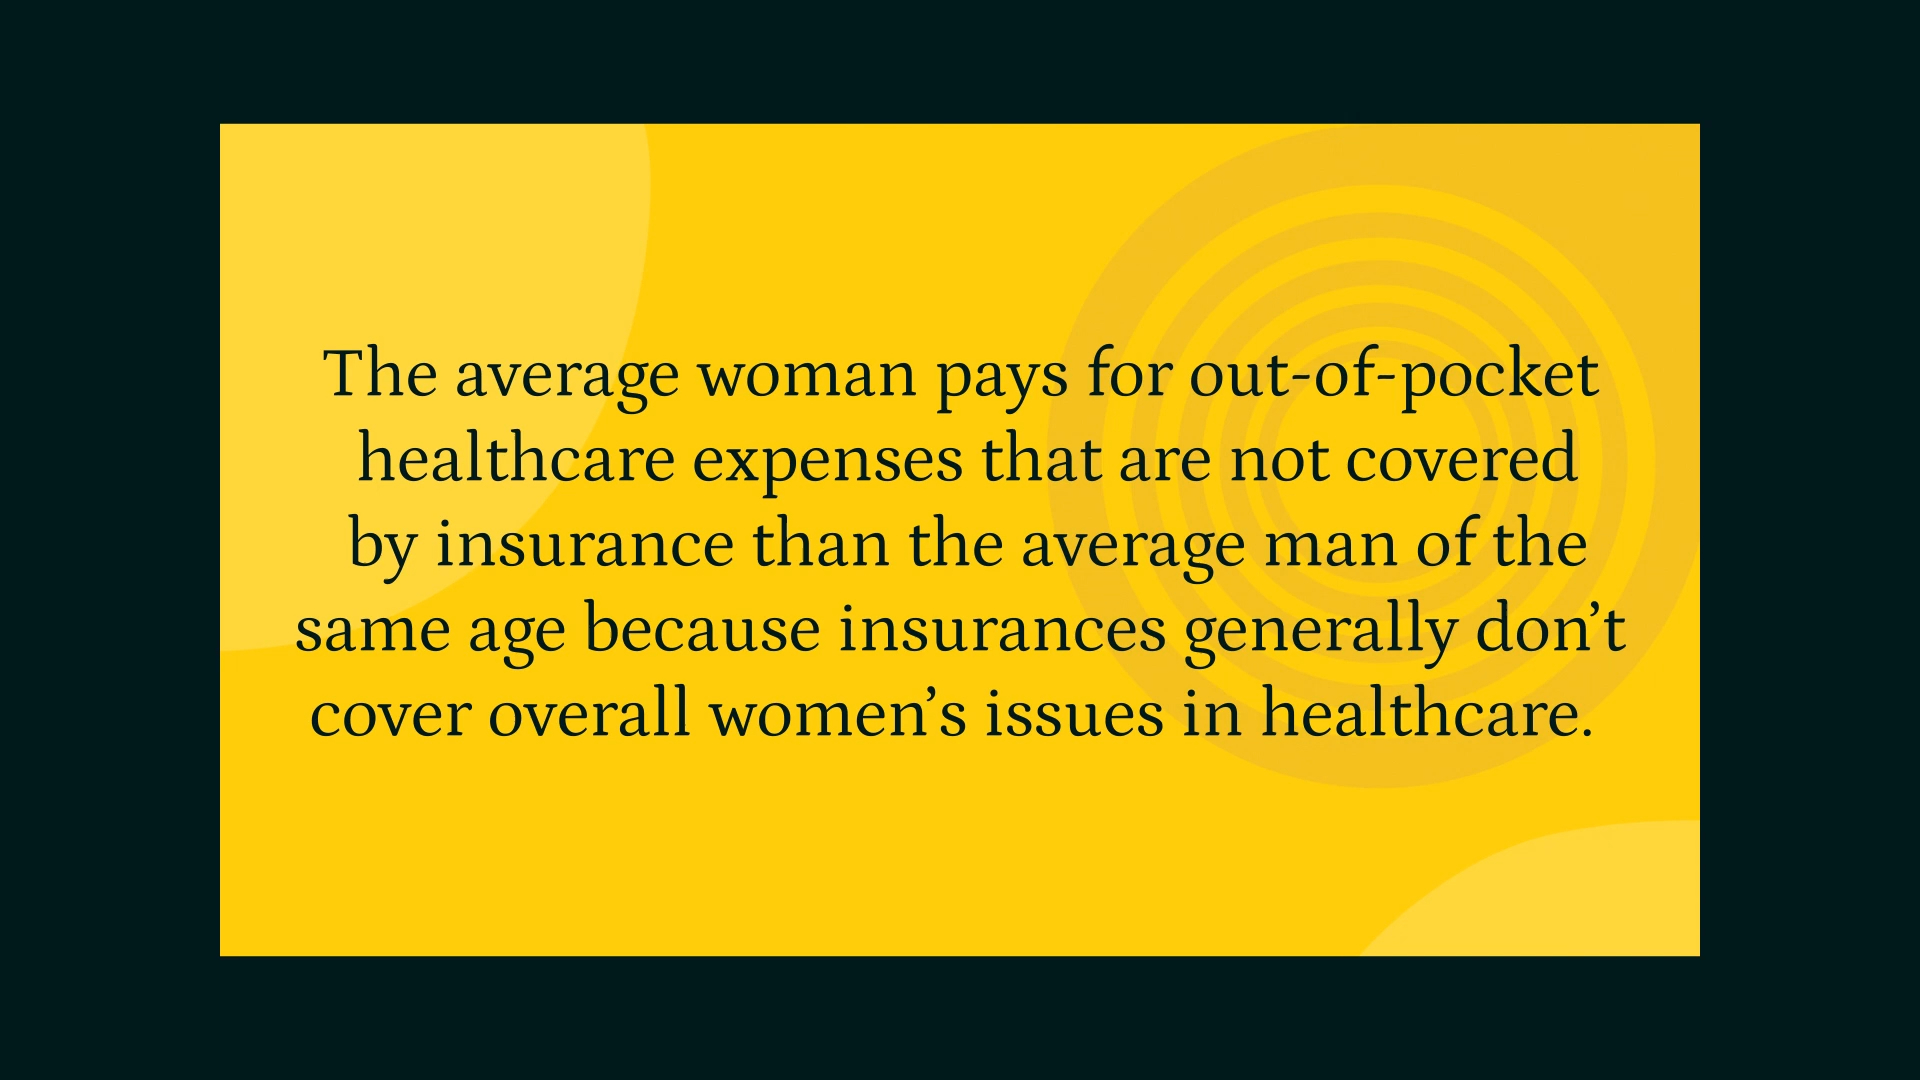 The average woman pays for out-of-pocket
healthcare expenses that are not covered
by insurance than the average man of the
same age because insurances generally don’t
cover overall women’s issues in healthcare.